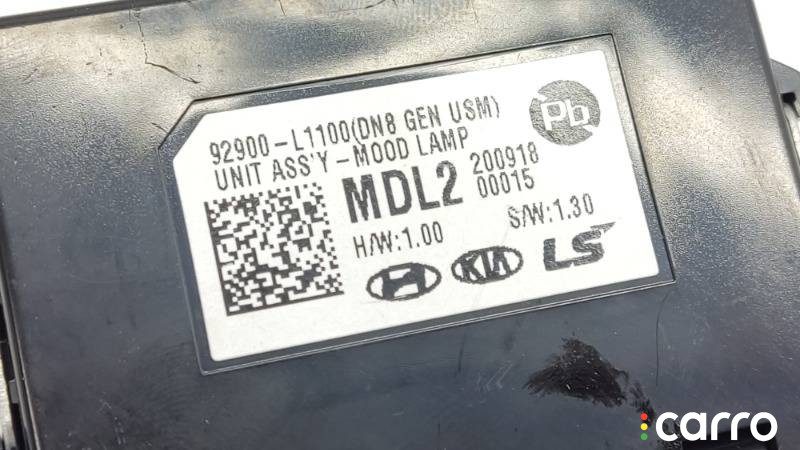 92900-L1100(DN8 GEN USM)
UNIT ASS'Y-MOOD LAMP
Pb
MDL2
200918
00015
H/W:1.00
S/W:1.30
KIA
LS
carro